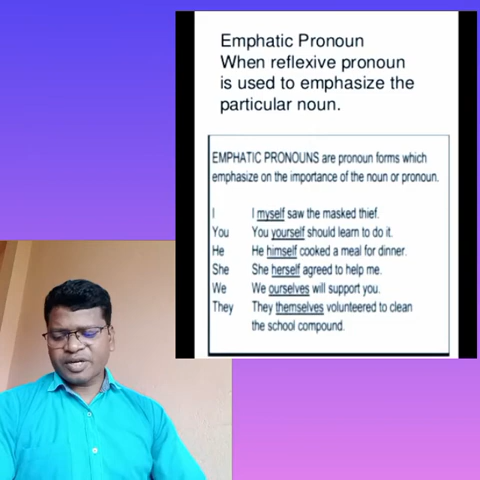 Emphatic Pronoun
When reflexive pronoun
is used to emphasize the
particular noun.
EMPHATIC PRONOUNS are pronoun forms which
emphasize on the importance of the noun or pronoun.
I I myself saw the masked thief.
You You yourself should learn to do it.
He He himself cooked a meal for dinner.
She She herself agreed to help me.
We We ourselves will support you.
They They themselves volunteered to clean
the school compound.